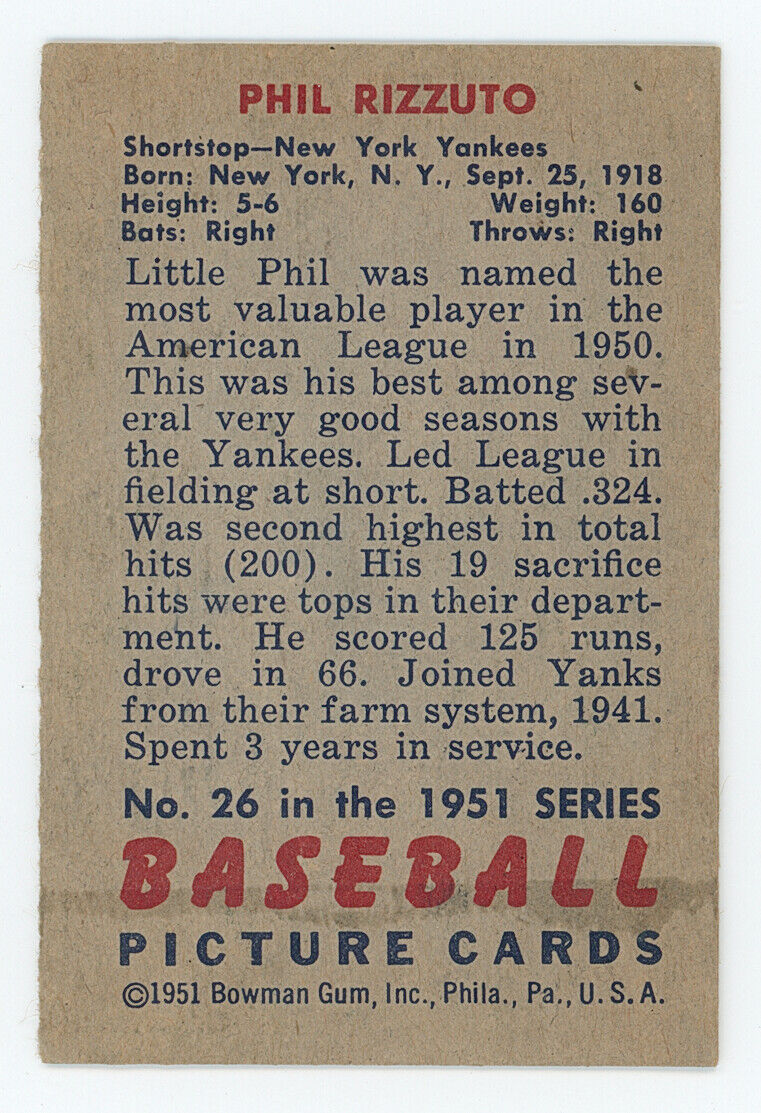 PHIL RIZZUTO
Shortstop—New York Yankees
Born: New York, N. Y., Sept. 25, 1918
Height: 5-6 Weight: 160
Bats: Right Throws: Right
Little Phil was named the
most valuable player in the
American League in 1950.
This was his best among sev-
eral very good seasons with
the Yankees. Led League in
fielding at short. Batted .324.
Was second highest in total
hits (200). His 19 sacrifice
hits were tops in their depart-
ment. He scored 125 runs,
drove in 66. Joined Yanks
from their farm system, 1941.
Spent 3 years in service.
No. 26 in the 1951 SERIES
BASEBALL
PICTURE CARDS
©1951 Bowman Gum, Inc., Phila., Pa., U. S. A.